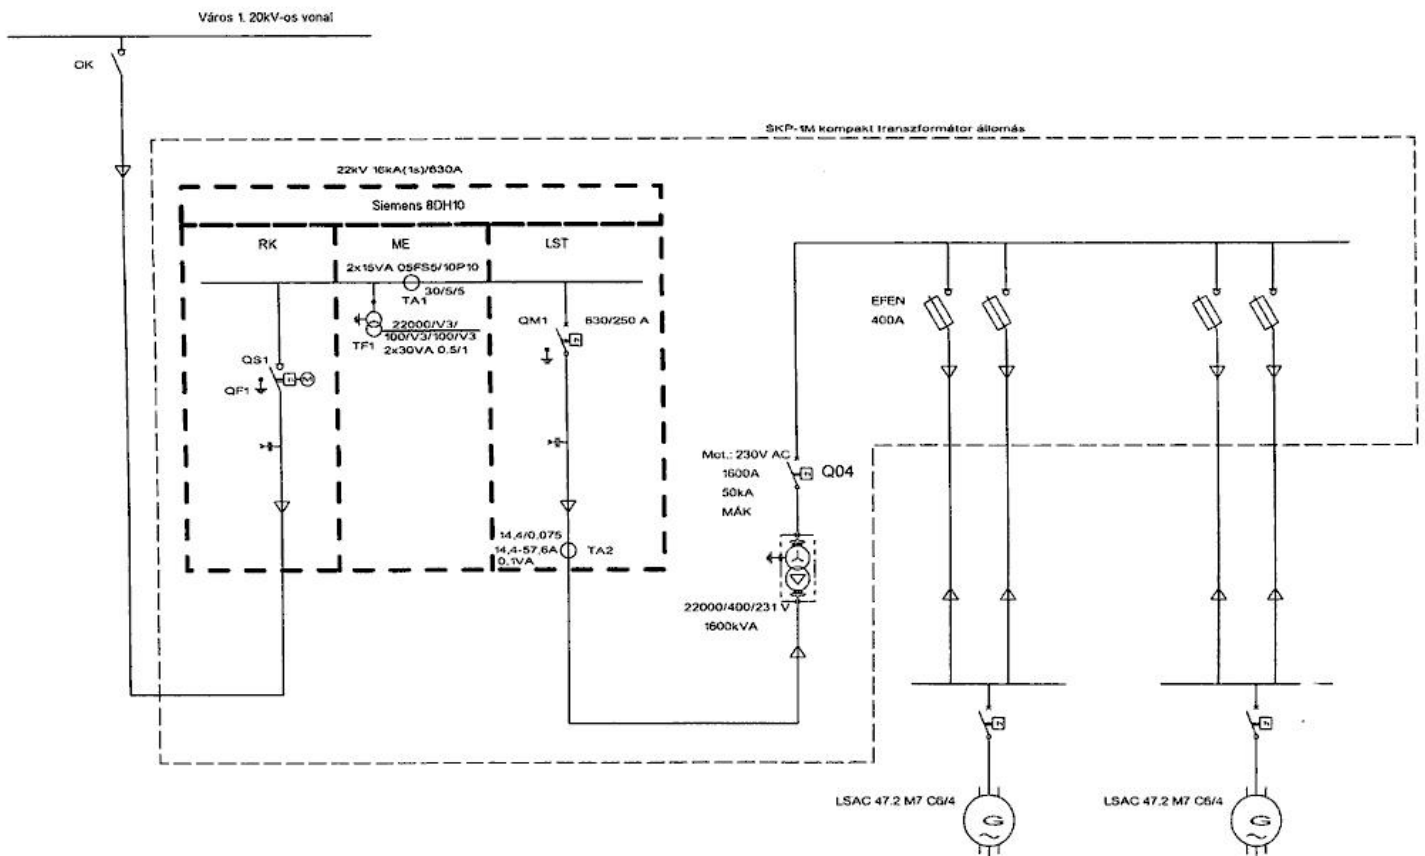 Város 1. 20kV-os vonal
OK
SKP-1M kompakt transzformátor állomás
22kV 16kA(1s)/630A
Siemens 8DH10
RK
ME
LST
2x15VA 05FS5/10P10
30/5/5
TA1
22000/V3/
100/V3/100/V3
2x30VA 0.5/1
TF1
QM1
630/250 A
QS1
QF1
M
EFEN
400A
Mot.: 230V AC
1600A
50kA
MÁK
Q04
14,4/0,075
14,4-57,6A
0,1VA
TA2
22000/400/231 V
1600kVA
LSAC 47.2 M7 C6/4
G
LSAC 47.2 M7 C6/4
G